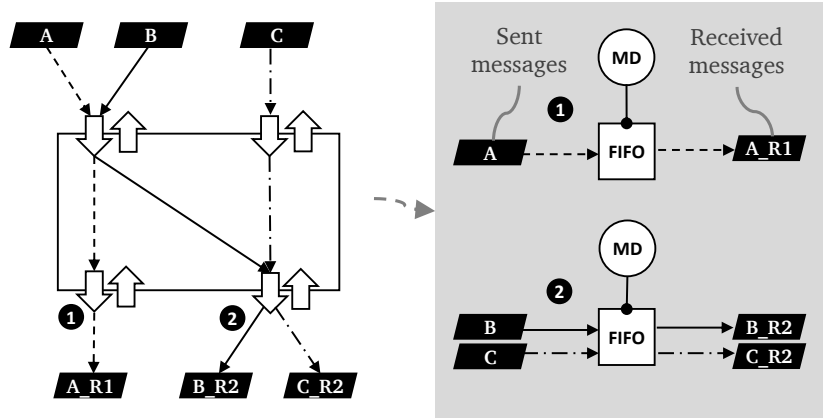 A
B
C
1
2
A_R1
B_R2
C_R2
Sent
messages
Received
messages
MD
1
A
FIFO
A_R1
MD
2
B
C
FIFO
B_R2
C_R2